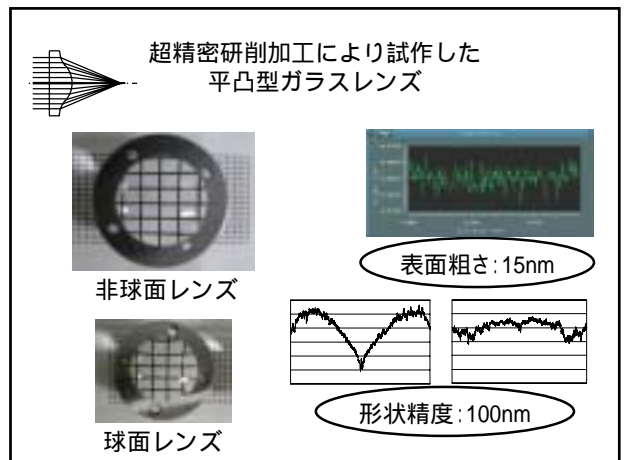 超精密研削加工により試作した
平凸型ガラスレンズ
非球面レンズ
表面粗さ:15nm
球面レンズ
形状精度:100nm